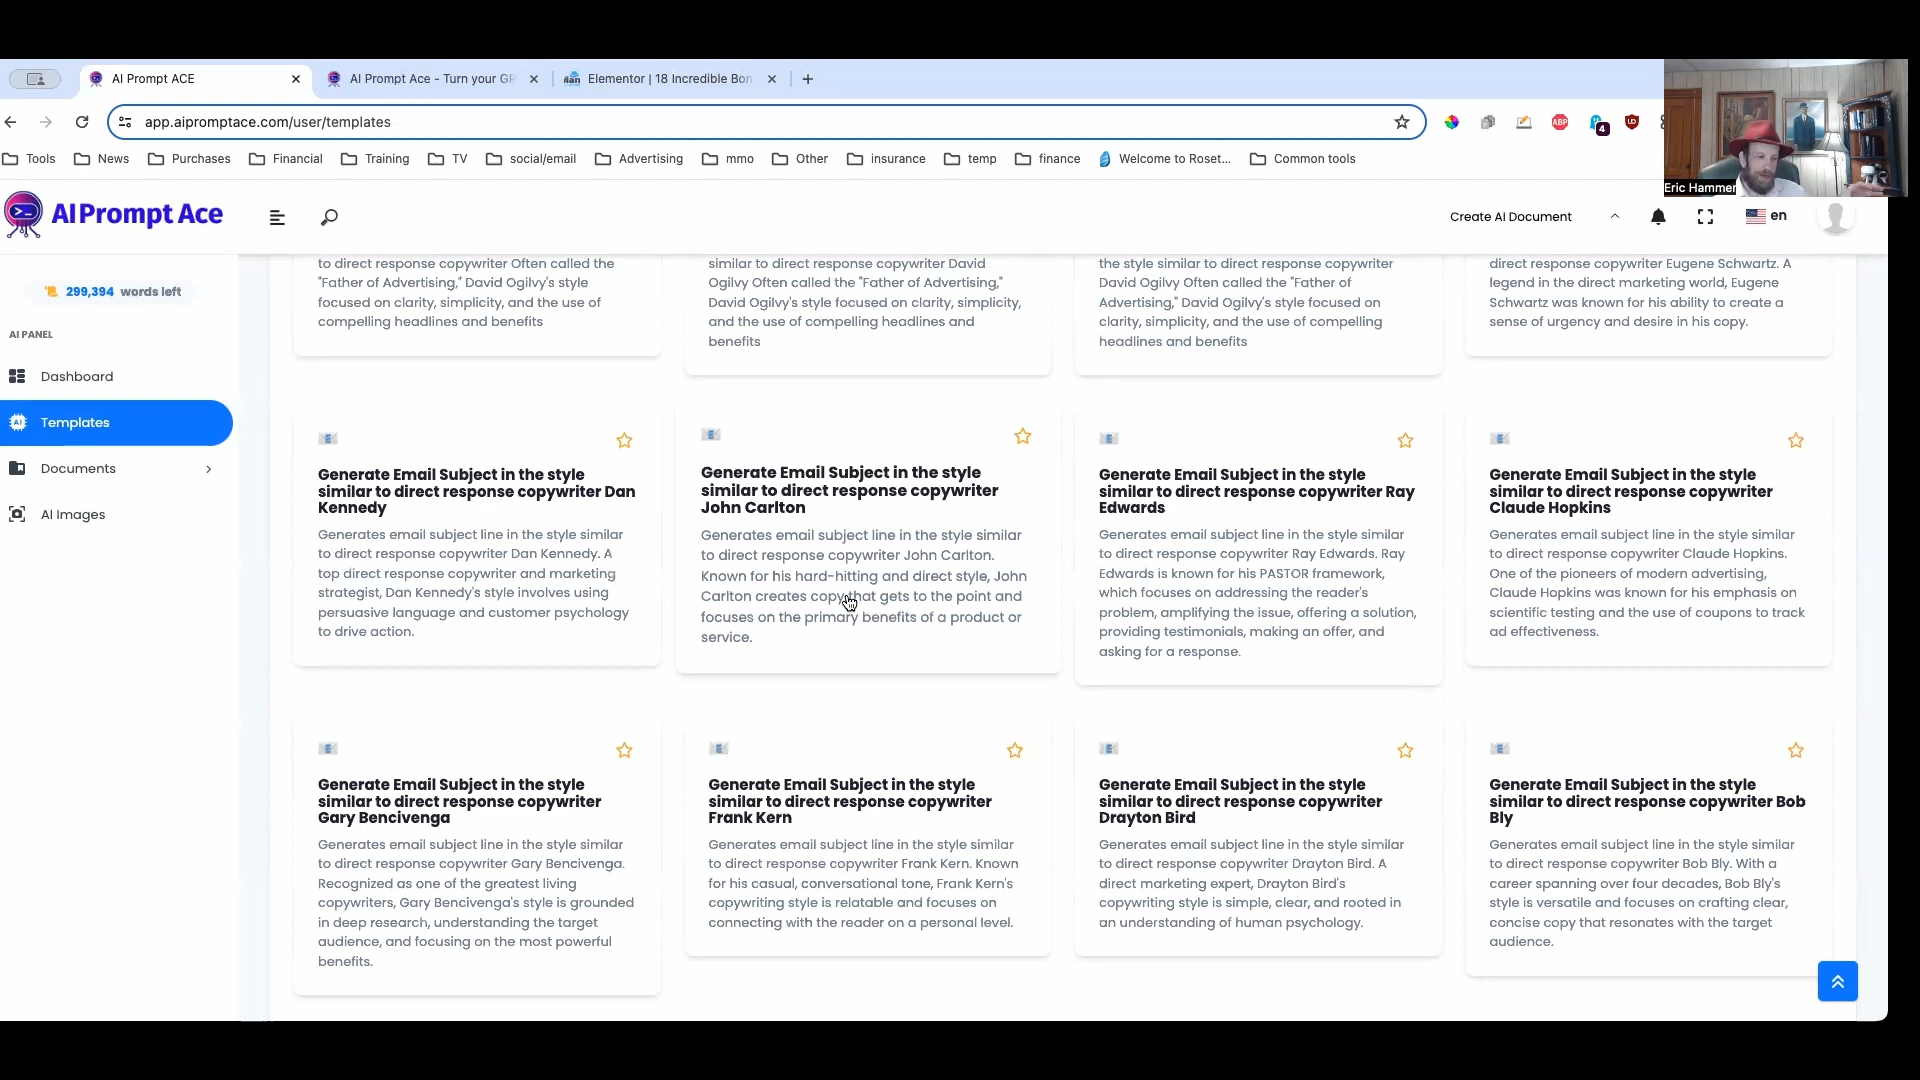 AI Prompt ACE
AI Prompt Ace - Turn your GP
Elementor | 18 Incredible Bon
app.aipromptace.com/user/templates
ABP
4
Tools
News
Purchases
Financial
Training
TV
social/email
Advertising
mmo
Other
insurance
temp
finance
Welcome to Roset...
Common tools
Eric Hammer
AI Prompt Ace
Create AI Document
en
299,394 words left
AI PANEL
Dashboard
Templates
Documents
AI Images
to direct response copywriter Often called the
"Father of Advertising," David Ogilvy's style
focused on clarity, simplicity, and the use of
compelling headlines and benefits
similar to direct response copywriter David
Ogilvy Often called the "Father of Advertising,"
David Ogilvy's style focused on clarity, simplicity,
and the use of compelling headlines and
benefits
the style similar to direct response copywriter
David Ogilvy Often called the "Father of
Advertising," David Ogilvy's style focused on
clarity, simplicity, and the use of compelling
headlines and benefits
direct response copywriter Eugene Schwartz. A
legend in the direct marketing world, Eugene
Schwartz was known for his ability to create a
sense of urgency and desire in his copy.
Generate Email Subject in the style
similar to direct response copywriter Dan
Kennedy
Generates email subject line in the style similar
to direct response copywriter Dan Kennedy. A
top direct response copywriter and marketing
strategist, Dan Kennedy's style involves using
persuasive language and customer psychology
to drive action.
Generate Email Subject in the style
similar to direct response copywriter
John Carlton
Generates email subject line in the style similar
to direct response copywriter John Carlton.
Known for his hard-hitting and direct style, John
Carlton creates copy that gets to the point and
focuses on the primary benefits of a product or
service.
Generate Email Subject in the style
similar to direct response copywriter Ray
Edwards
Generates email subject line in the style similar
to direct response copywriter Ray Edwards. Ray
Edwards is known for his PASTOR framework,
which focuses on addressing the reader's
problem, amplifying the issue, offering a solution,
providing testimonials, making an offer, and
asking for a response.
Generate Email Subject in the style
similar to direct response copywriter
Claude Hopkins
Generates email subject line in the style similar
to direct response copywriter Claude Hopkins.
One of the pioneers of modern advertising,
Claude Hopkins was known for his emphasis on
scientific testing and the use of coupons to track
ad effectiveness.
Generate Email Subject in the style
similar to direct response copywriter
Gary Bencivenga
Generates email subject line in the style similar
to direct response copywriter Gary Bencivenga.
Recognized as one of the greatest living
copywriters, Gary Bencivenga's style is grounded
in deep research, understanding the target
audience, and focusing on the most powerful
benefits.
Generate Email Subject in the style
similar to direct response copywriter
Frank Kern
Generates email subject line in the style similar
to direct response copywriter Frank Kern. Known
for his casual, conversational tone, Frank Kern's
copywriting style is relatable and focuses on
connecting with the reader on a personal level.
Generate Email Subject in the style
similar to direct response copywriter
Drayton Bird
Generates email subject line in the style similar
to direct response copywriter Drayton Bird. A
direct marketing expert, Drayton Bird's
copywriting style is simple, clear, and rooted in
an understanding of human psychology.
Generate Email Subject in the style
similar to direct response copywriter Bob
Bly
Generates email subject line in the style similar
to direct response copywriter Bob Bly. With a
career spanning over four decades, Bob Bly's
style is versatile and focuses on crafting clear,
concise copy that resonates with the target
audience.